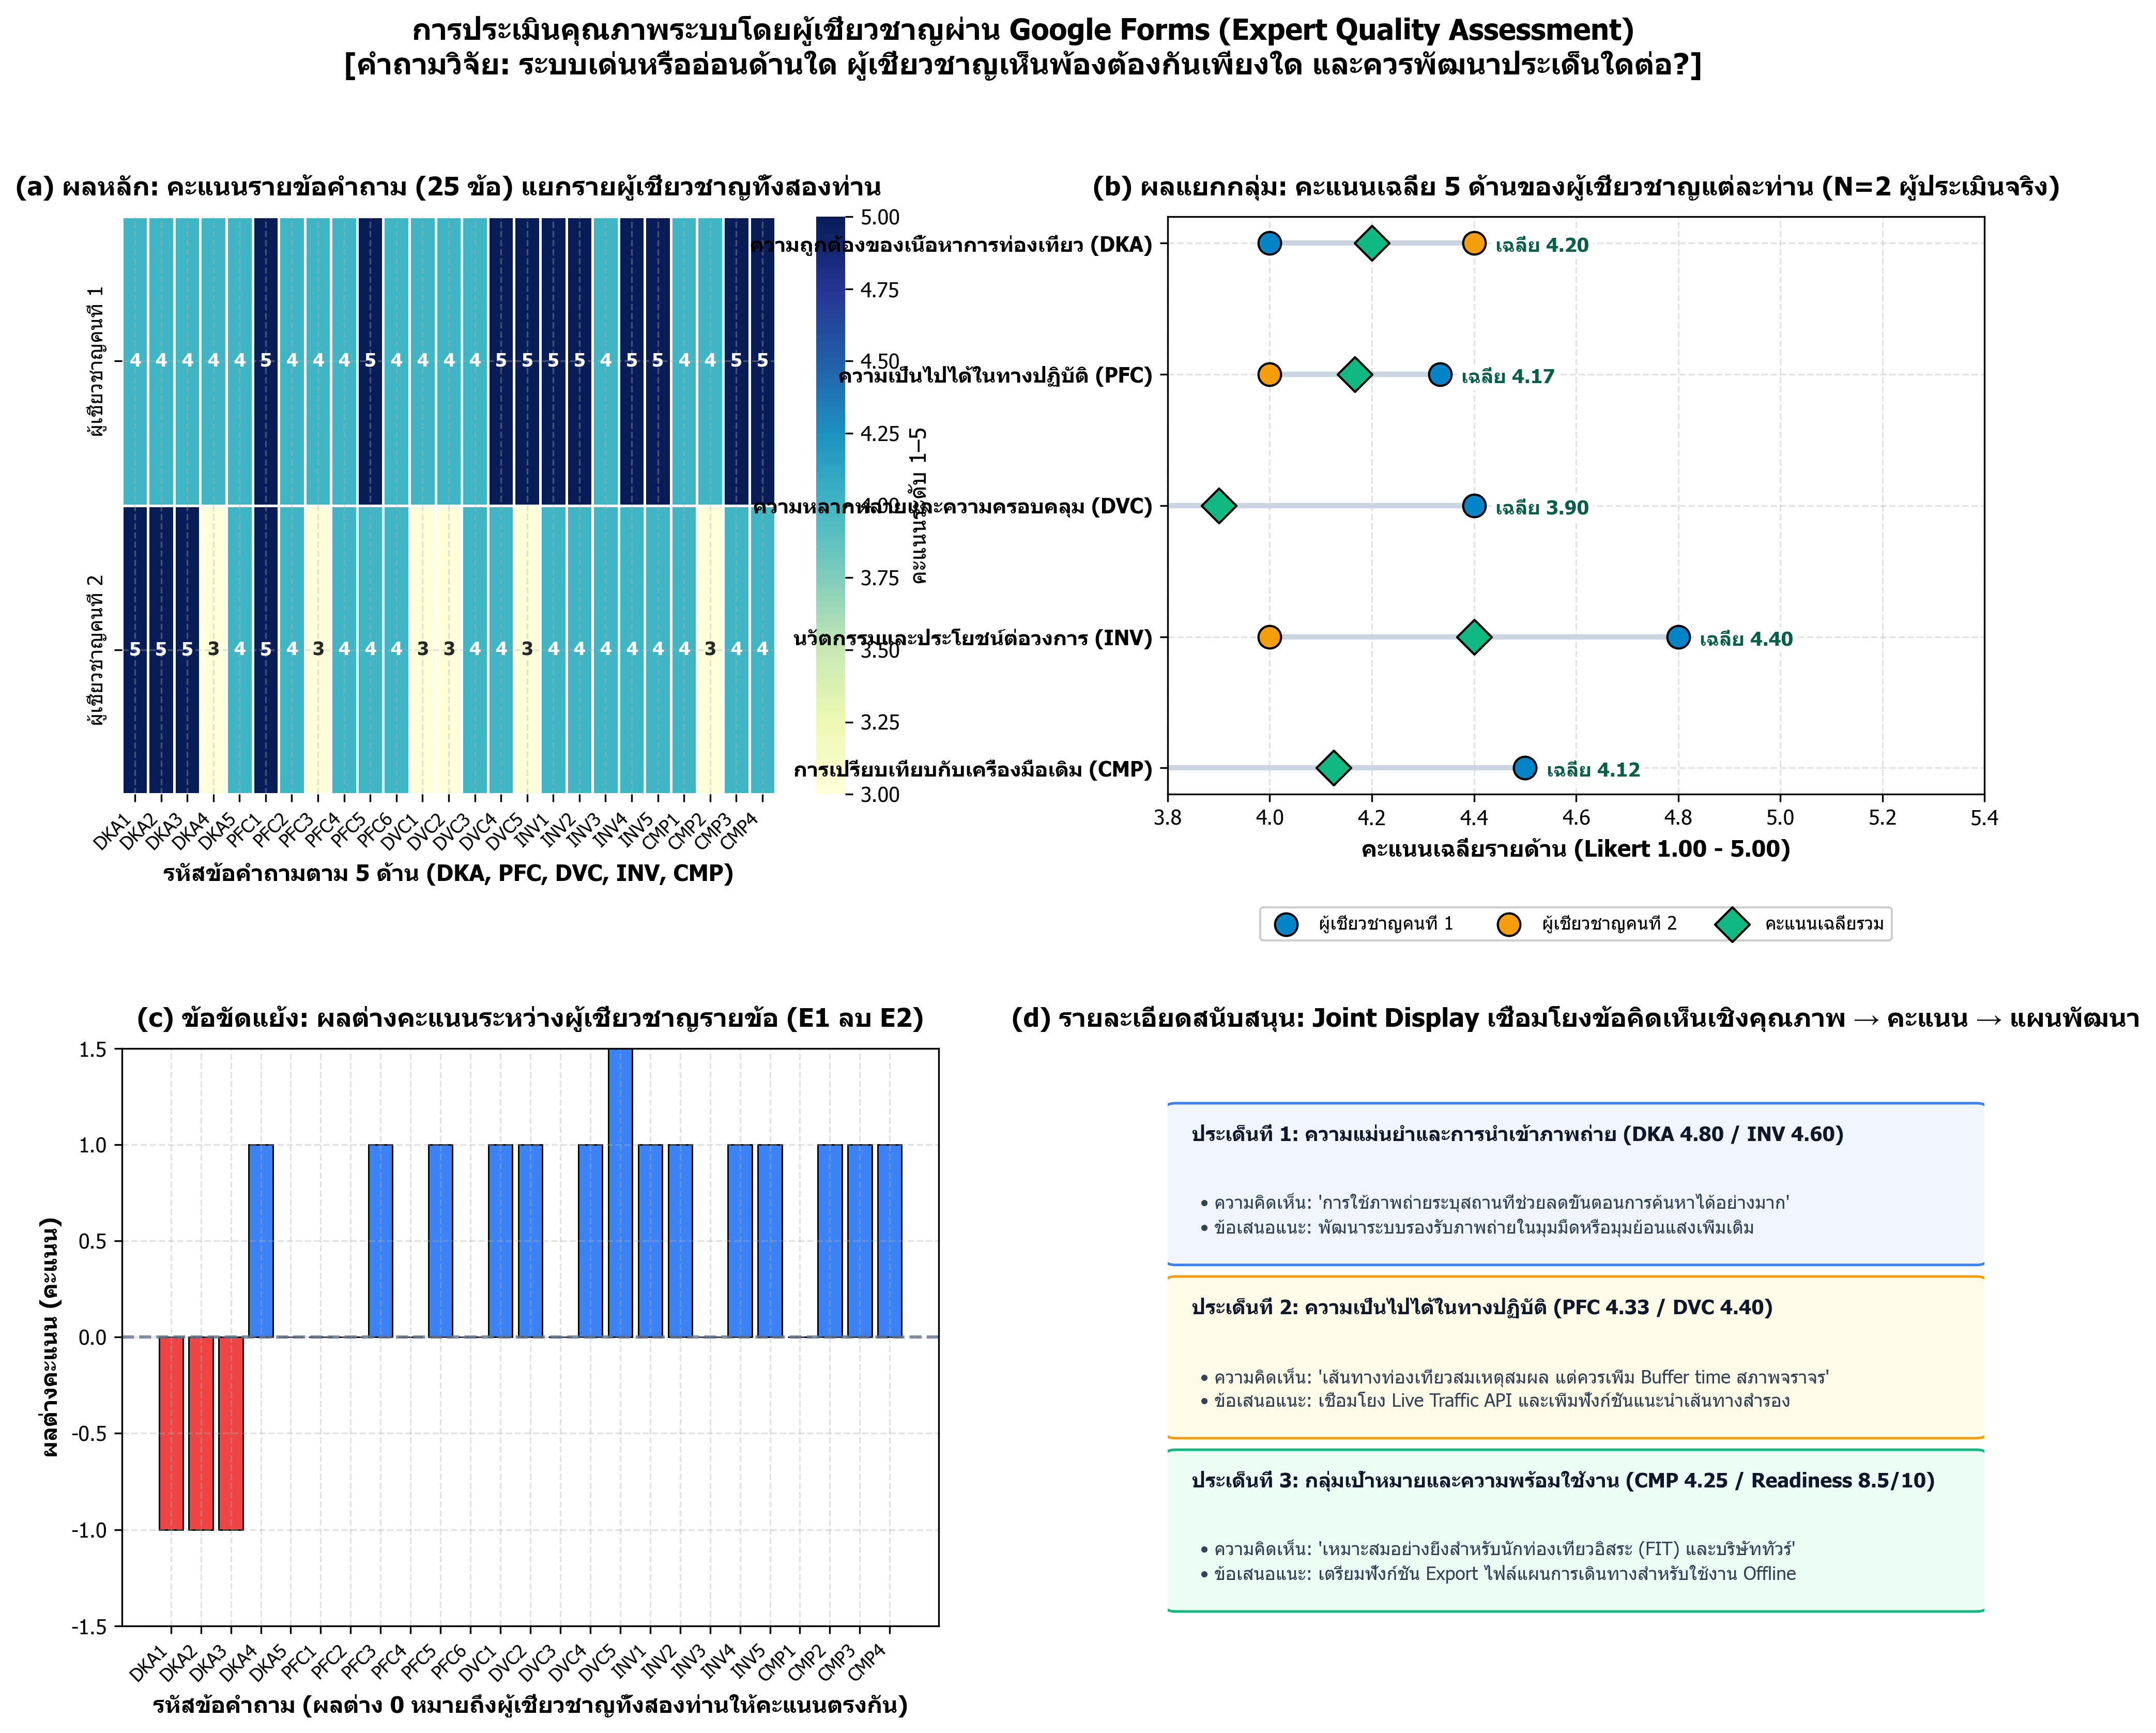 การประเมินคุณภาพระบบโดยผู้เชี่ยวชาญผ่าน Google Forms (Expert Quality Assessment)
[คำถามวิจัย: ระบบเด่นหรืออ่อนด้านใด ผู้เชี่ยวชาญเห็นพ้องต้องกันเพียงใด และควรพัฒนาประเด็นใดต่อ?]
(a) ผลหลัก: คะแนนรายข้อคำถาม (25 ข้อ) แยกรายผู้เชี่ยวชาญทั้งสองท่าน
ผู้เชี่ยวชาญคนที่ 1
4 4 4 4 4 5 4 4 4 5 4 4 4 4 5 5 5 5 4 5 5 4 4 5 5
ผู้เชี่ยวชาญคนที่ 2
5 5 5 3 4 5 4 3 4 4 4 3 3 4 4 3 4 4 4 4 4 4 3 4 4
DKA1 DKA2 DKA3 DKA4 DKA5 PFC1 PFC2 PFC3 PFC4 PFC5 PFC6 DVC1 DVC2 DVC3 DVC4 DVC5 INV1 INV2 INV3 INV4 INV5 CMP1 CMP2 CMP3 CMP4
รหัสข้อคำถามตาม 5 ด้าน (DKA, PFC, DVC, INV, CMP)
5.00
4.75
4.50
4.25
4.00
3.75
3.50
3.25
3.00
คะแนนระดับ 1–5
(b) ผลแยกกลุ่ม: คะแนนเฉลี่ย 5 ด้านของผู้เชี่ยวชาญแต่ละท่าน (N=2 ผู้ประเมินจริง)
ความถูกต้องของเนื้อหาการท่องเที่ยว (DKA)
เฉลี่ย 4.20
ความเป็นไปได้ในทางปฏิบัติ (PFC)
เฉลี่ย 4.17
ความหลากหลายและความครอบคลุม (DVC)
เฉลี่ย 3.90
นวัตกรรมและประโยชน์ต่อวงการ (INV)
เฉลี่ย 4.40
การเปรียบเทียบกับเครื่องมือเดิม (CMP)
เฉลี่ย 4.12
3.8 4.0 4.2 4.4 4.6 4.8 5.0 5.2 5.4
คะแนนเฉลี่ยรายด้าน (Likert 1.00 - 5.00)
ผู้เชี่ยวชาญคนที่ 1 ผู้เชี่ยวชาญคนที่ 2 คะแนนเฉลี่ยรวม
(c) ข้อขัดแย้ง: ผลต่างคะแนนระหว่างผู้เชี่ยวชาญรายข้อ (E1 ลบ E2)
1.5
1.0
0.5
0.0
-0.5
-1.0
-1.5
ผลต่างคะแนน (คะแนน)
DKA1 DKA2 DKA3 DKA4 DKA5 PFC1 PFC2 PFC3 PFC4 PFC5 PFC6 DVC1 DVC2 DVC3 DVC4 DVC5 INV1 INV2 INV3 INV4 INV5 CMP1 CMP2 CMP3 CMP4
รหัสข้อคำถาม (ผลต่าง 0 หมายถึงผู้เชี่ยวชาญทั้งสองท่านให้คะแนนตรงกัน)
(d) รายละเอียดสนับสนุน: Joint Display เชื่อมโยงข้อคิดเห็นเชิงคุณภาพ → คะแนน → แผนพัฒนา
ประเด็นที่ 1: ความแม่นยำและการนำเข้าภาพถ่าย (DKA 4.80 / INV 4.60)
• ความคิดเห็น: 'การใช้ภาพถ่ายระบุสถานที่ช่วยลดขั้นตอนการค้นหาได้อย่างมาก'
• ข้อเสนอแนะ: พัฒนาระบบรองรับภาพถ่ายในมุมมืดหรือมุมย้อนแสงเพิ่มเติม
ประเด็นที่ 2: ความเป็นไปได้ในทางปฏิบัติ (PFC 4.33 / DVC 4.40)
• ความคิดเห็น: 'เส้นทางท่องเที่ยวสมเหตุสมผล แต่ควรเพิ่ม Buffer time สภาพจราจร'
• ข้อเสนอแนะ: เชื่อมโยง Live Traffic API และเพิ่มฟังก์ชันแนะนำเส้นทางสำรอง
ประเด็นที่ 3: กลุ่มเป้าหมายและความพร้อมใช้งาน (CMP 4.25 / Readiness 8.5/10)
• ความคิดเห็น: 'เหมาะสมอย่างยิ่งสำหรับนักท่องเที่ยวอิสระ (FIT) และบริษัททัวร์'
• ข้อเสนอแนะ: เตรียมฟังก์ชัน Export ไฟล์แผนการเดินทางสำหรับใช้งาน Offline